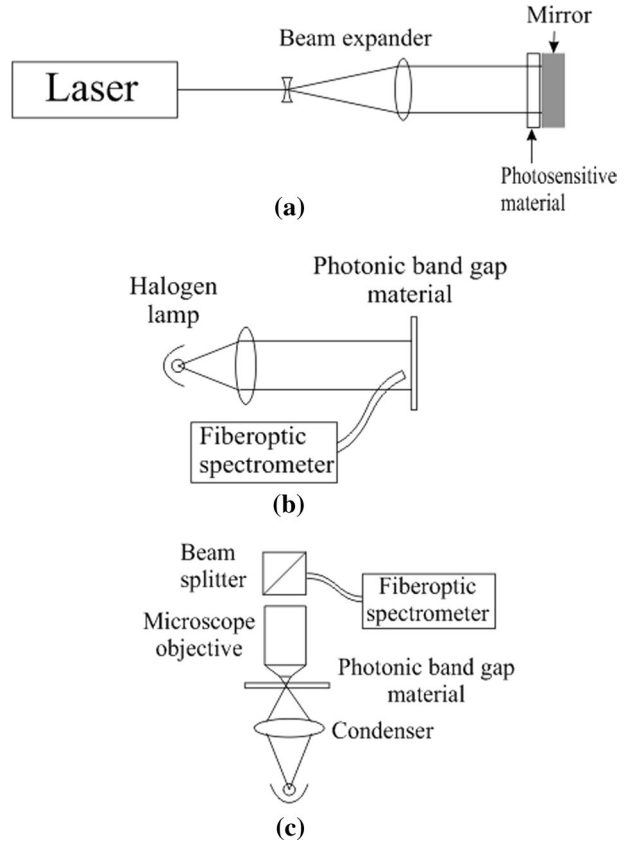 Mirror
Beam expander
Laser
Photosensitive
material
(a)
Photonic band gap
material
Halogen
lamp
Fiberoptic
spectrometer
(b)
Beam
splitter
Fiberoptic
spectrometer
Microscope
objective
Photonic band gap
material
Condenser
(c)